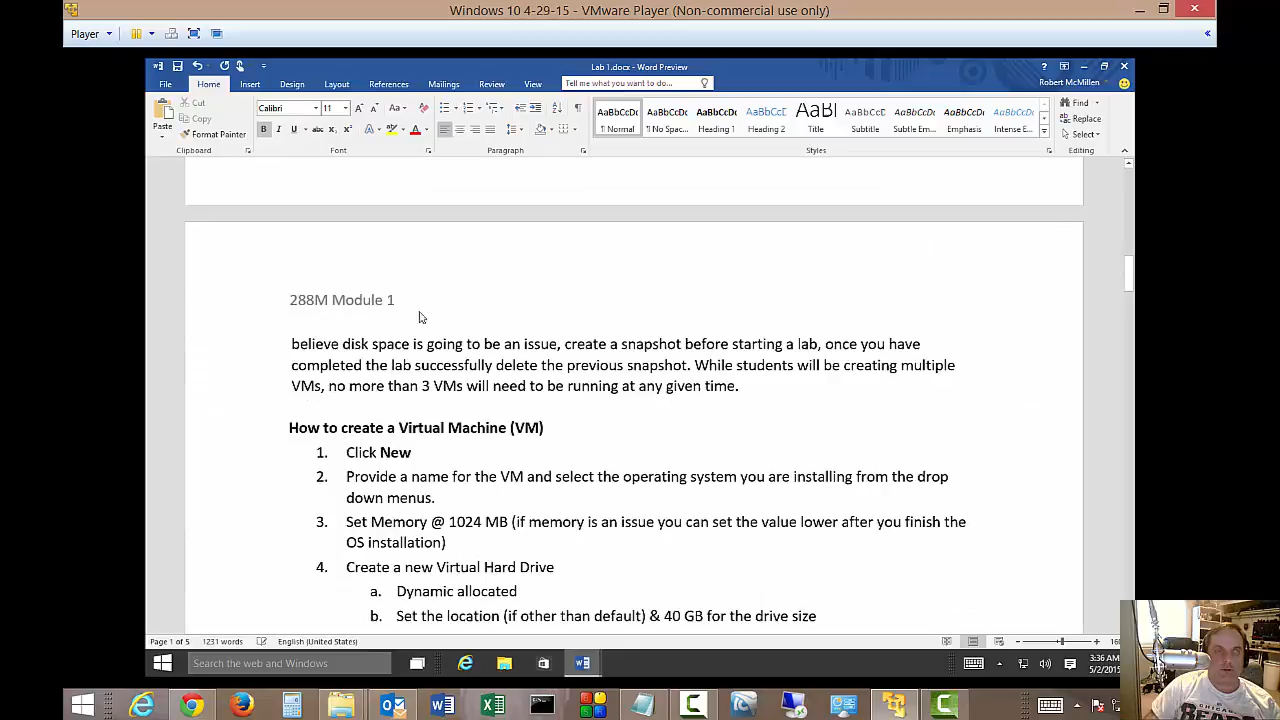 Windows 10 4-29-15 - VMware Player (Non-commercial use only)
Player
Lab 1.docx - Word Preview
Robert McMillen
File Home Insert Design Layout References Mailings Review View Tell me what you want to do...
Cut
Copy
Format Painter
Paste
Calibri 11
AaBbCcDc AaBbCcDc AaBbCcDc AaBbCcD AaBl AaBbCcD AaBbCcDt AaBbCcDt AaBbCcDt
¶ Normal ¶ No Spac... Heading 1 Heading 2 Title Subtitle Subtle Em... Emphasis Intense E...
Find
Replace
Select
Clipboard Font Paragraph Styles Editing
288M Module 1
believe disk space is going to be an issue, create a snapshot before starting a lab, once you have
completed the lab successfully delete the previous snapshot. While students will be creating multiple
VMs, no more than 3 VMs will need to be running at any given time.
How to create a Virtual Machine (VM)
1. Click New
2. Provide a name for the VM and select the operating system you are installing from the drop
down menus.
3. Set Memory @ 1024 MB (if memory is an issue you can set the value lower after you finish the
OS installation)
4. Create a new Virtual Hard Drive
a. Dynamic allocated
b. Set the location (if other than default) & 40 GB for the drive size
Page 1 of 5 1231 words English (United States)
Search the web and Windows
3:36 AM
5/2/2015